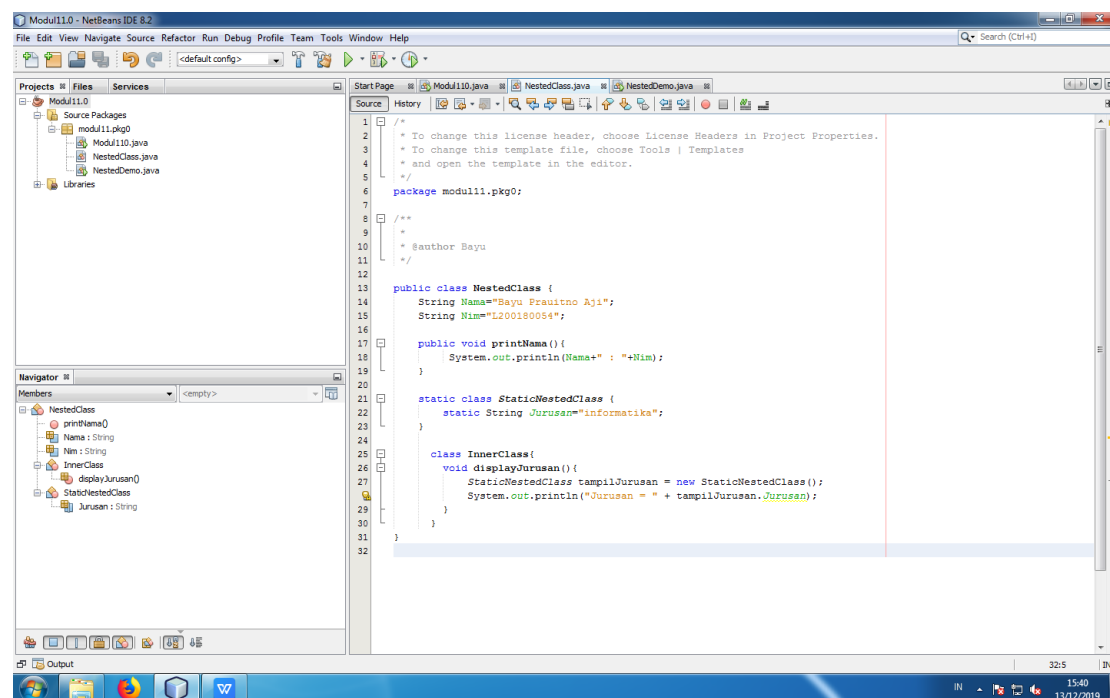 Modul11.0 - NetBeans IDE 8.2
File Edit View Navigate Source Refactor Run Debug Profile Team Tools Window Help
Search (Ctrl+I)
<default config>
Projects Files Services
Modul11.0
Source Packages
modul11.pkg0
Modul110.java
NestedClass.java
NestedDemo.java
Libraries
Navigator
Members <empty>
NestedClass
printNama()
Nama : String
Nim : String
InnerClass
displayJurusan()
StaticNestedClass
Jurusan : String
Start Page Modul110.java NestedClass.java NestedDemo.java
Source History
1 /*
2 * To change this license header, choose License Headers in Project Properties.
3 * To change this template file, choose Tools | Templates
4 * and open the template in the editor.
5 */
6 package modul11.pkg0;
7
8 /**
9 *
10 * @author Bayu
11 */
12
13 public class NestedClass {
14 String Nama="Bayu Prauitno Aji";
15 String Nim="L200180054";
16
17 public void printNama(){
18 System.out.println(Nama+" : "+Nim);
19 }
20
21 static class StaticNestedClass {
22 static String Jurusan="informatika";
23 }
24
25 class InnerClass{
26 void displayJurusan(){
27 StaticNestedClass tampilJurusan = new StaticNestedClass();
System.out.println("Jurusan = " + tampilJurusan.Jurusan);
29 }
30 }
31 }
32
Output
32:5 IN
IN 15:40
13/12/2019